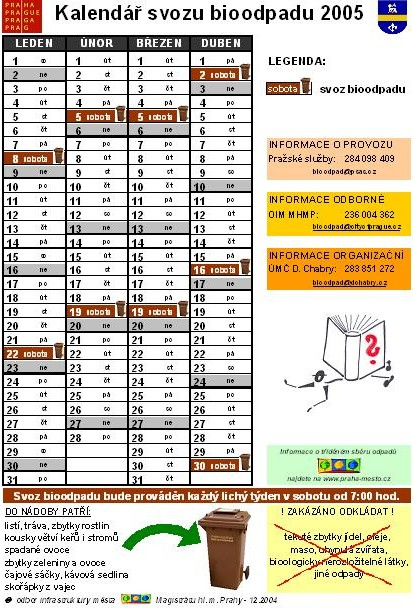 PRAHA
PRAGUE
PRAGA
PRAG
Kalendář svozu bioodpadu 2005
LEDEN ÚNOR BŘEZEN DUBEN
1 so 1 út 1 út 1 pá
2 ne 2 st 2 st 2 sobota
3 po 3 čt 3 čt 3 ne
4 út 4 pá 4 pá 4 po
5 st 5 sobota 5 sobota 5 út
6 čt 6 ne 6 ne 6 st
7 pá 7 po 7 po 7 čt
8 sobota 8 út 8 út 8 pá
9 ne 9 st 9 st 9 so
10 po 10 čt 10 čt 10 ne
11 út 11 pá 11 pá 11 po
12 st 12 so 12 so 12 út
13 čt 13 ne 13 ne 13 st
14 pá 14 po 14 po 14 čt
15 so 15 út 15 út 15 pá
16 ne 16 st 16 st 16 sobota
17 po 17 čt 17 čt 17 ne
18 út 18 pá 18 pá 18 po
19 st 19 sobota 19 sobota 19 út
20 čt 20 ne 20 ne 20 st
21 pá 21 po 21 po 21 čt
22 sobota 22 út 22 út 22 pá
23 ne 23 st 23 st 23 so
24 po 24 čt 24 čt 24 ne
25 út 25 pá 25 pá 25 po
26 st 26 so 26 so 26 út
27 čt 27 ne 27 ne 27 st
28 pá 28 po 28 po 28 čt
29 so 29 út 29 pá
30 ne 30 st 30 sobota
31 po 31 čt
LEGENDA:
sobota svoz bioodpadu
INFORMACE O PROVOZU
Pražské služby: 284 098 409
bioodpad@psas.cz
INFORMACE ODBORNÉ
OIM MHMP: 236 004 362
bioodpad@cityofprague.cz
INFORMACE ORGANIZAČNÍ
ÚMČ D. Chabry: 283 851 272
bioodpad@dchabry.cz
?
Informace o třídeném sběru odpadů
najdete na www.praha-mesto.cz
Svoz bioodpadu bude prováděn každý lichý týden v sobotu od 7:00 hod.
DO NÁDOBY PATŘÍ:
listí, tráva, zbytky rostlin
kousky větví keřů i stromů
spadané ovoce
zbytky zeleniny a ovoce
čajové sáčky, kávová sedlina
skořápky z vajec
! ZAKÁZÁNO ODKLÁDAT !
tekuté zbytky jídel, oleje,
maso, uhynulá zvířata,
biologicky nerozložitelné látky,
jiné odpady
odbor infrastruktury města Magistrátu hl. m. Prahy - 12.2004